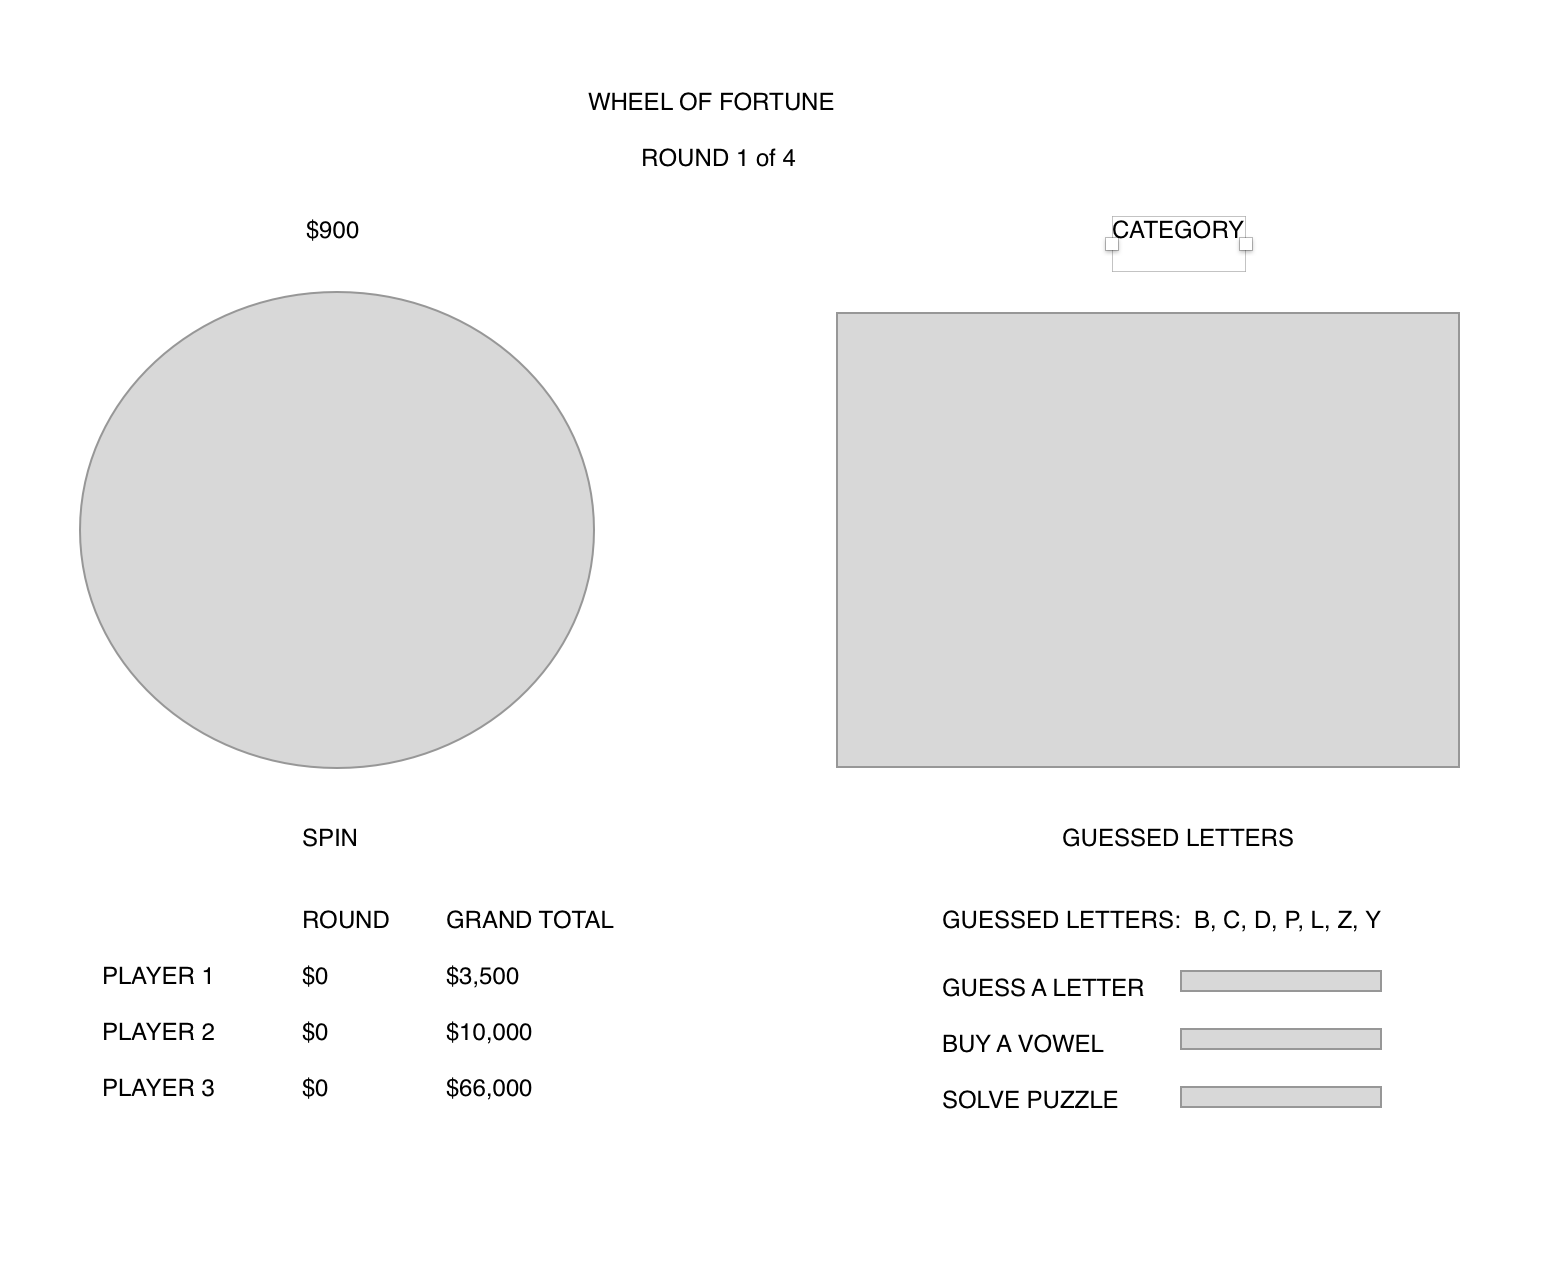 WHEEL OF FORTUNE
ROUND 1 of 4
$900
CATEGORY
SPIN
GUESSED LETTERS
ROUND GRAND TOTAL
PLAYER 1 $0 $3,500
PLAYER 2 $0 $10,000
PLAYER 3 $0 $66,000
GUESSED LETTERS: B, C, D, P, L, Z, Y
GUESS A LETTER
BUY A VOWEL
SOLVE PUZZLE